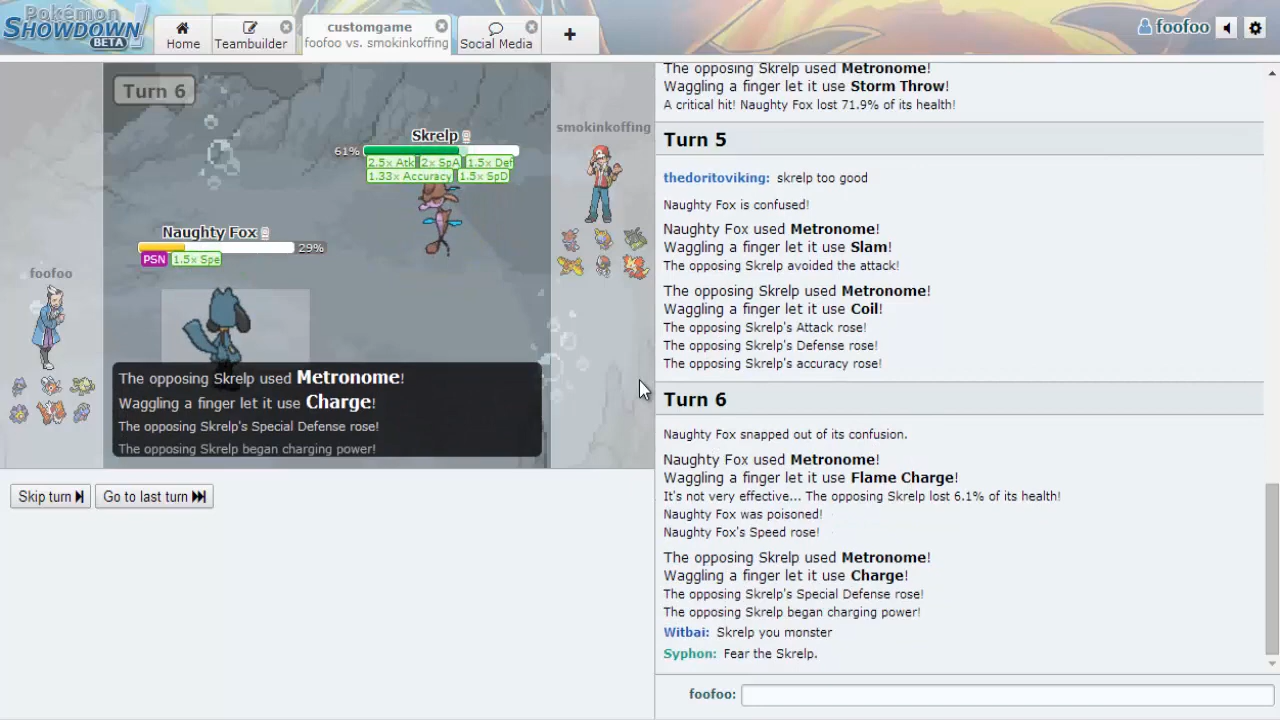 Pokémon
SHOWDOWN!
BETA
Home
Teambuilder
customgame
foofoo vs. smokinkoffing
Social Media
+
foofoo
Turn 6
Skrelp
61%
2.5x Atk 2x SpA 1.5x Def
1.33x Accuracy 1.5x SpD
Naughty Fox
29%
PSN 1.5x Spe
foofoo
smokinkoffing
The opposing Skrelp used Metronome!
Waggling a finger let it use Charge!
The opposing Skrelp's Special Defense rose!
The opposing Skrelp began charging power!
Skip turn
Go to last turn
The opposing Skrelp used Metronome!
Waggling a finger let it use Storm Throw!
A critical hit! Naughty Fox lost 71.9% of its health!
Turn 5
thedoritoviking: skrelp too good
Naughty Fox is confused!
Naughty Fox used Metronome!
Waggling a finger let it use Slam!
The opposing Skrelp avoided the attack!
The opposing Skrelp used Metronome!
Waggling a finger let it use Coil!
The opposing Skrelp's Attack rose!
The opposing Skrelp's Defense rose!
The opposing Skrelp's accuracy rose!
Turn 6
Naughty Fox snapped out of its confusion.
Naughty Fox used Metronome!
Waggling a finger let it use Flame Charge!
It's not very effective... The opposing Skrelp lost 6.1% of its health!
Naughty Fox was poisoned!
Naughty Fox's Speed rose!
The opposing Skrelp used Metronome!
Waggling a finger let it use Charge!
The opposing Skrelp's Special Defense rose!
The opposing Skrelp began charging power!
Witbai: Skrelp you monster
Syphon: Fear the Skrelp.
foofoo: